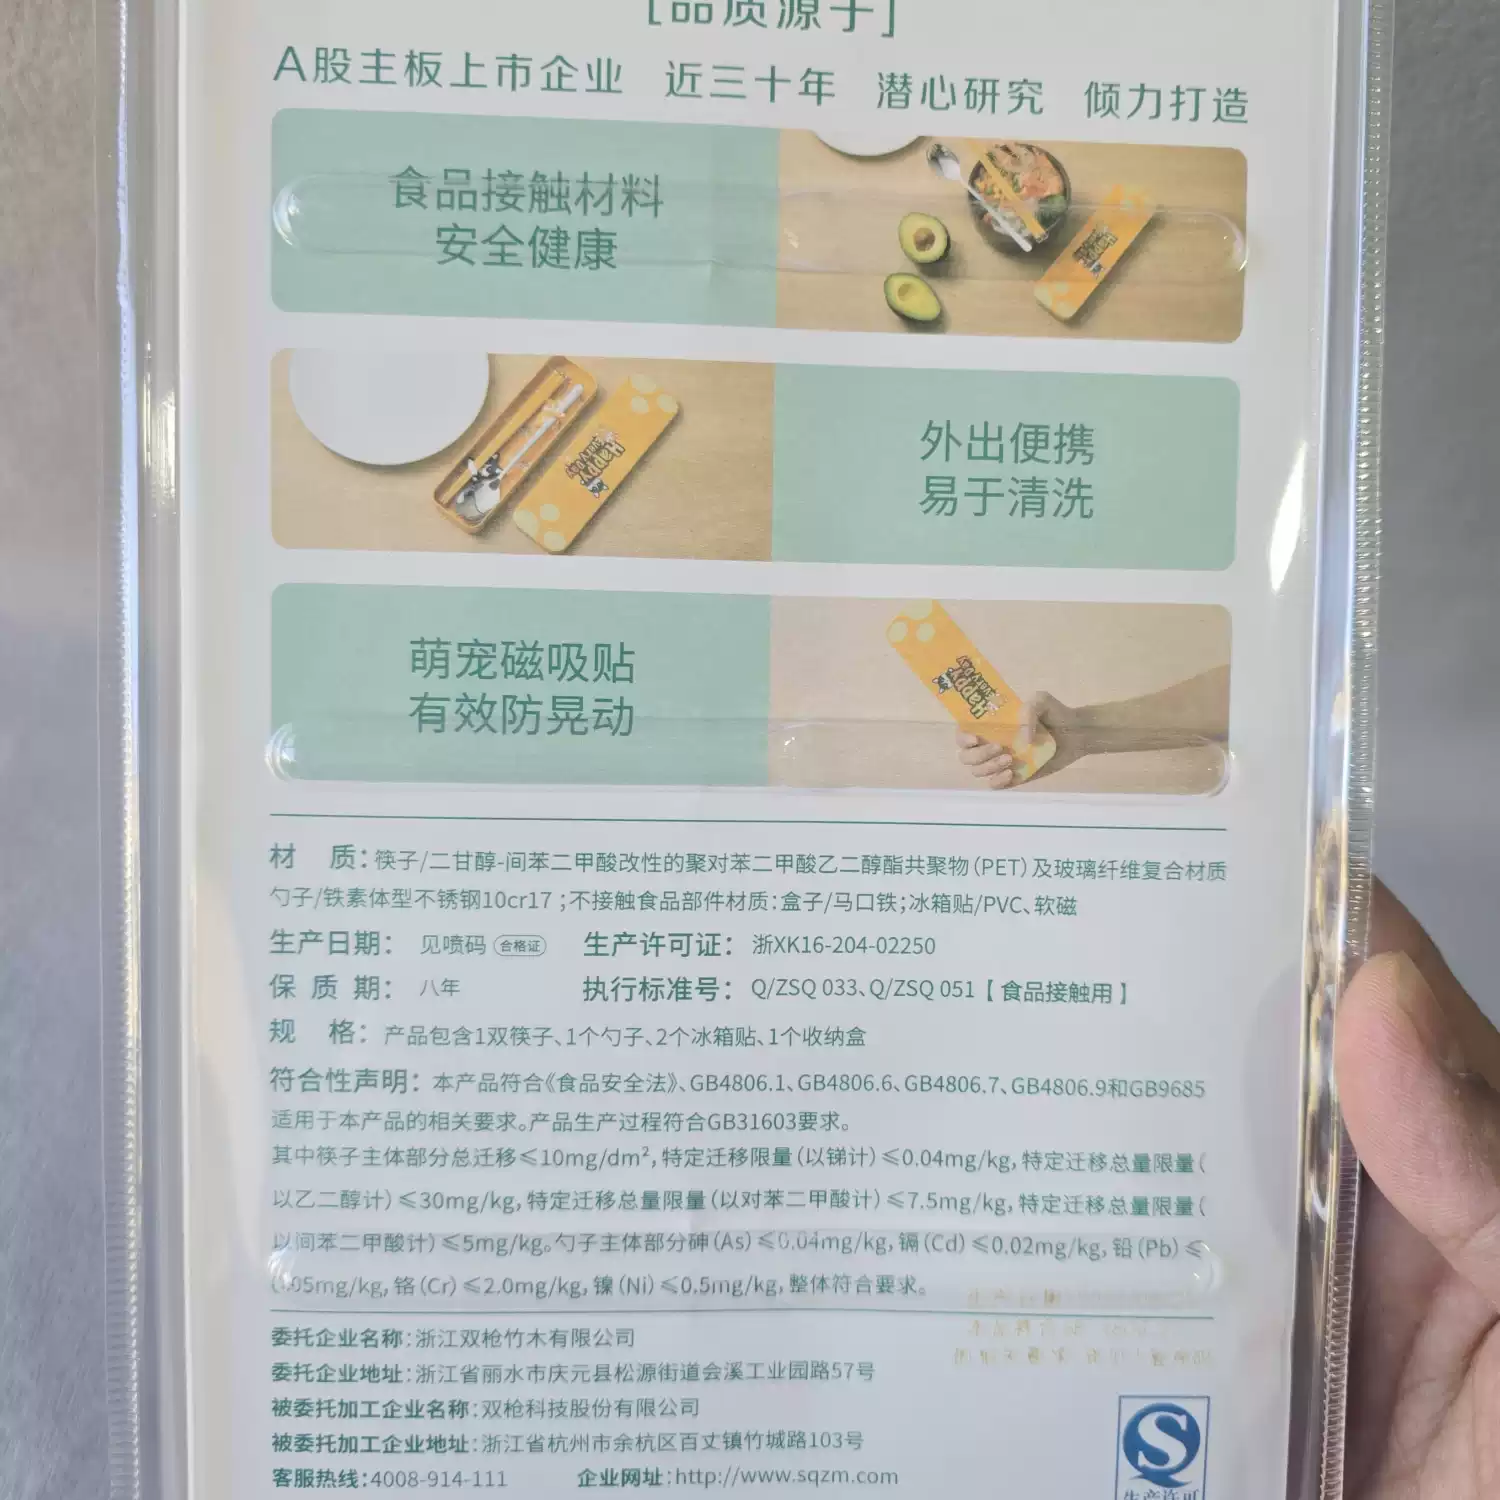 [品质源于]
A股主板上市企业 近三十年 潜心研究 倾力打造
食品接触材料
安全健康
外出便携
易于清洗
萌宠磁吸贴
有效防晃动
材 质：筷子/二甘醇-间苯二甲酸改性的聚对苯二甲酸乙二醇酯共聚物（PET）及玻璃纤维复合材质
勺子/铁素体型不锈钢10cr17；不接触食品部件材质：盒子/马口铁；冰箱贴/PVC、软磁
生产日期： 见喷码 合格证 生产许可证： 浙XK16-204-02250
保 质 期： 八年 执行标准号： Q/ZSQ 033、Q/ZSQ 051【食品接触用】
规 格： 产品包含1双筷子、1个勺子、2个冰箱贴、1个收纳盒
符合性声明： 本产品符合《食品安全法》、GB4806.1、GB4806.6、GB4806.7、GB4806.9和GB9685
适用于本产品的相关要求。产品生产过程符合GB31603要求。
其中筷子主体部分总迁移≤10mg/dm²，特定迁移限量（以锑计）≤0.04mg/kg，特定迁移总量限量（
以乙二醇计）≤30mg/kg，特定迁移总量限量（以对苯二甲酸计）≤7.5mg/kg，特定迁移总量限量（
以间苯二甲酸计）≤5mg/kg。勺子主体部分砷（As）≤0.04mg/kg，镉（Cd）≤0.02mg/kg，铅（Pb）≤
0.05mg/kg，铬（Cr）≤2.0mg/kg，镍（Ni）≤0.5mg/kg，整体符合要求。
委托企业名称：浙江双枪竹木有限公司
委托企业地址：浙江省丽水市庆元县松源街道会溪工业园路57号
被委托加工企业名称：双枪科技股份有限公司
被委托加工企业地址：浙江省杭州市余杭区百丈镇竹城路103号
客服热线：4008-914-111 企业网址：http://www.sqzm.com
生产许可